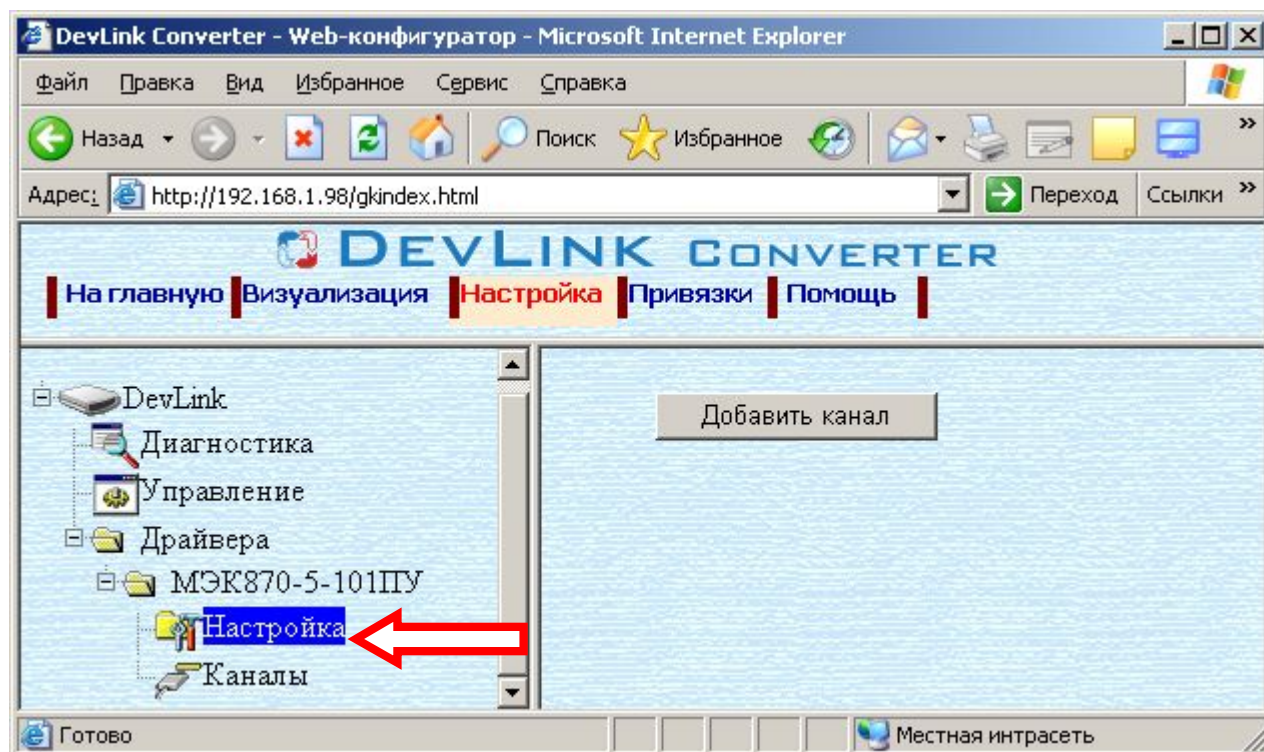 DevLink Converter - Web-конфигуратор - Microsoft Internet Explorer
Файл Правка Вид Избранное Сервис Справка
Назад Поиск Избранное »
Адрес: http://192.168.1.98/gkindex.html Переход Ссылки »
DEVLINK CONVERTER
На главную Визуализация Настройка Привязки Помощь
DevLink
Добавить канал
Диагностика
Управление
Драйвера
МЭК870-5-101ПУ
Настройка
Каналы
Готово Местная интрасеть